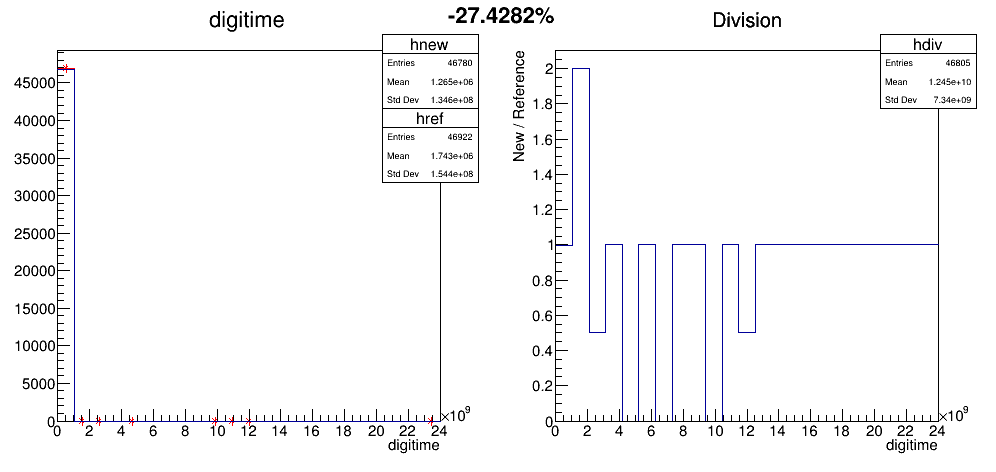 -27.4282%
digitime
hnew
Entries 46780
Mean 1.265e+06
Std Dev 1.346e+08
href
Entries 46922
Mean 1.743e+06
Std Dev 1.544e+08
45000
40000
35000
30000
25000
20000
15000
10000
5000
0
0 2 4 6 8 10 12 14 16 18 20 22 24
×10^9
digitime
Division
hdiv
Entries 46805
Mean 1.245e+10
Std Dev 7.34e+09
New / Reference
2
1.8
1.6
1.4
1.2
1
0.8
0.6
0.4
0.2
0
0 2 4 6 8 10 12 14 16 18 20 22 24
×10^9
digitime